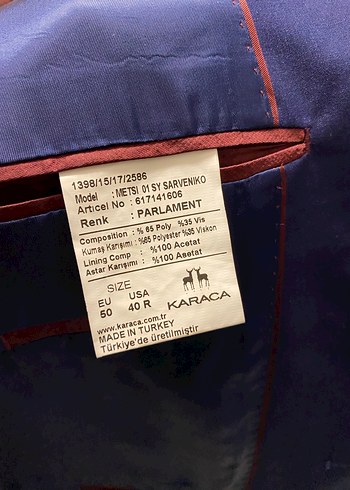 1398/15/17/2586
Model : METSI 01 SY SARVENIKO
Articel No : 617141606
Renk : PARLAMENT
Composition : % 65 Poly %35 Vis
Kumaş Karışımı : %65 Polyester %35 Viskon
Lining Comp : %100 Acetat
Astar Karışımı : %100 Asetat
SIZE
EU USA
50 40 R
KARACA
www.karaca.com.tr
MADE IN TURKEY
Türkiye'de üretilmiştir